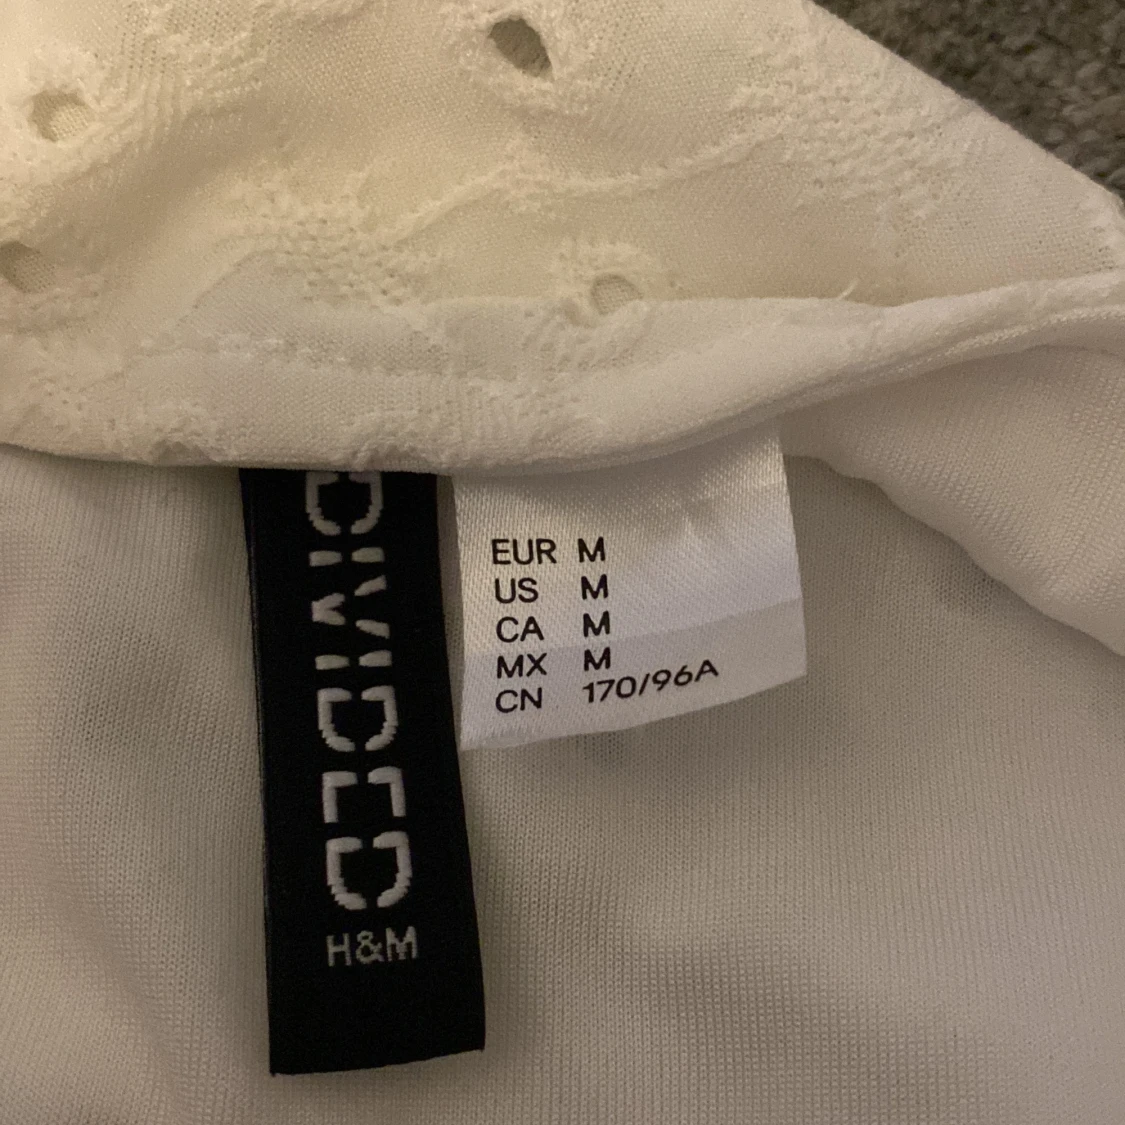 DIVIDED
H&M
EUR M
US M
CA M
MX M
CN 170/96A